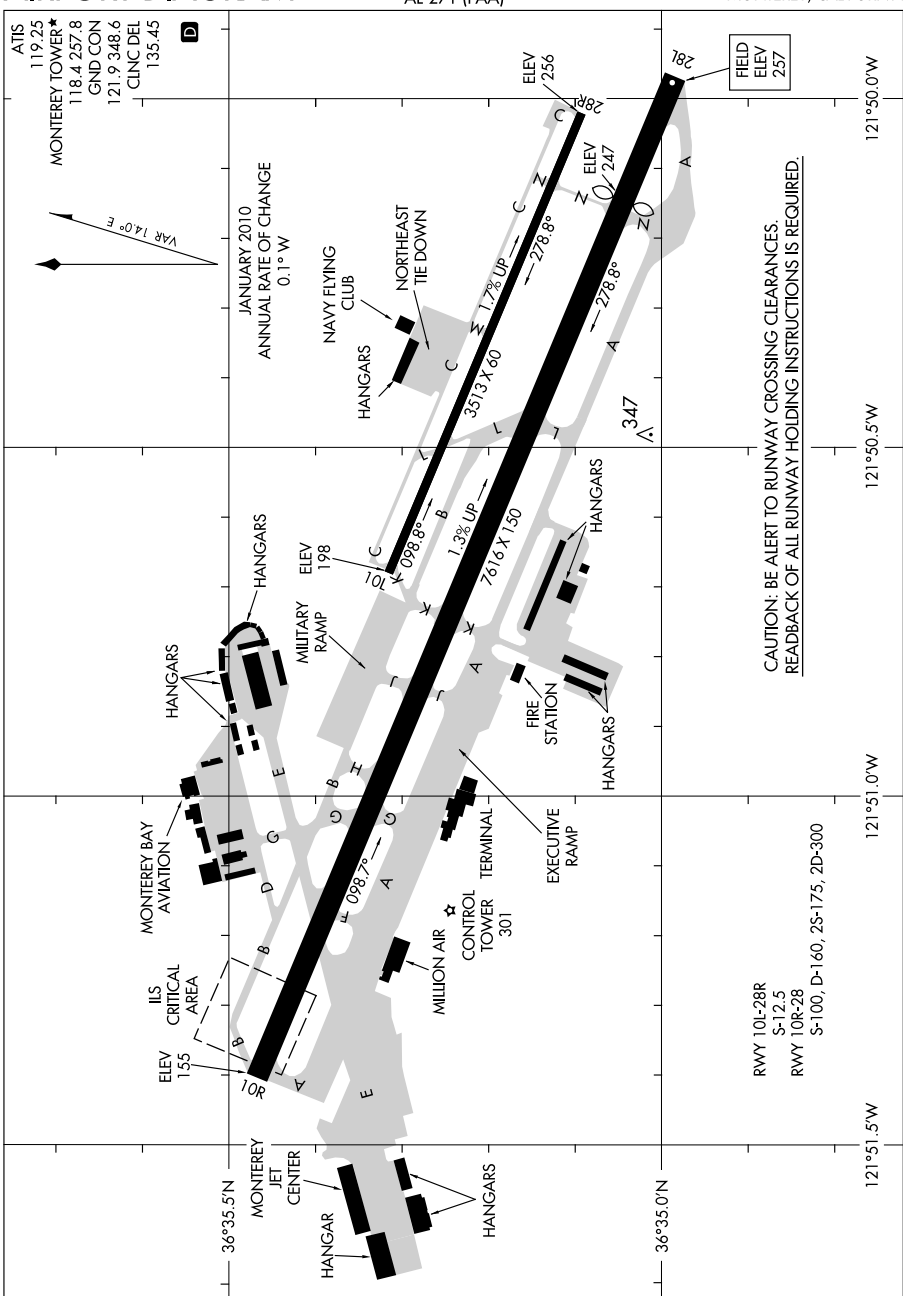 AL-271 (FAA)
ATIS
119.25
MONTEREY TOWER★
118.4 257.8
GND CON
121.9 348.6
CLNC DEL
135.45
D
VAR 14.0° E
JANUARY 2010
ANNUAL RATE OF CHANGE
0.1° W
NAVY FLYING
CLUB
NORTHEAST
TIE DOWN
HANGARS
ELEV
256
28R
28L
FIELD
ELEV
257
ELEV
247
C
C
N
N
N
A
A
A
1.7% UP
278.8°
278.8°
M
C
3513 X 60
L
L
L
347
ELEV
198
C
10L
098.8°
B
K
K
K
1.3% UP
7616 X 150
HANGARS
HANGARS
HANGARS
MILITARY
RAMP
J
J
A
FIRE
STATION
HANGARS
MONTEREY BAY
AVIATION
E
D
G
G
G
H
B
B
B
F
098.7°
A
TERMINAL
EXECUTIVE
RAMP
CONTROL
TOWER
301
MILLION AIR
ILS
CRITICAL
AREA
ELEV
155
10R
A
E
MONTEREY
JET
CENTER
HANGAR
HANGARS
CAUTION: BE ALERT TO RUNWAY CROSSING CLEARANCES.
READBACK OF ALL RUNWAY HOLDING INSTRUCTIONS IS REQUIRED.
RWY 10L-28R
S-12.5
RWY 10R-28
S-100, D-160, 2S-175, 2D-300
36°35.5'N
36°35.0'N
121°50.0'W
121°50.5'W
121°51.0'W
121°51.5'W